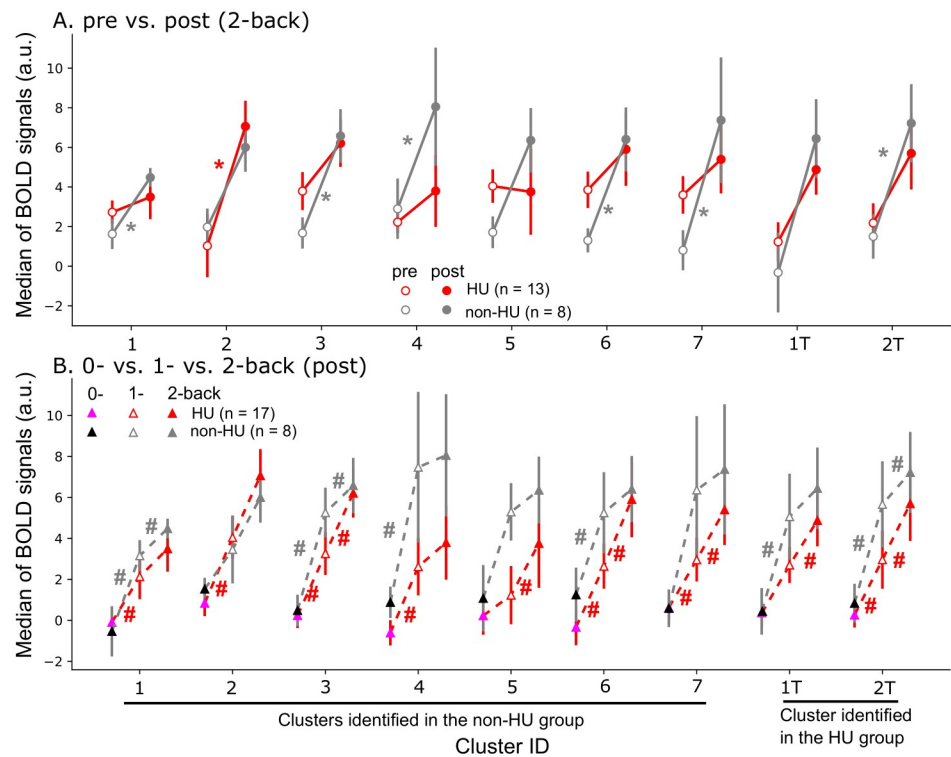 A. pre vs. post (2-back)
Median of BOLD signals (a.u.)
10
8
6
4
2
0
−2
*
*
*
*
*
*
*
pre post
HU (n = 13)
non-HU (n = 8)
1 2 3 4 5 6 7 1T 2T
B. 0- vs. 1- vs. 2-back (post)
Median of BOLD signals (a.u.)
10
8
6
4
2
0
−2
0- 1- 2-back
HU (n = 17)
non-HU (n = 8)
# # # # # # # # # # # # # # # # # # # #
1 2 3 4 5 6 7 1T 2T
Clusters identified in the non-HU group
Cluster identified
in the HU group
Cluster ID